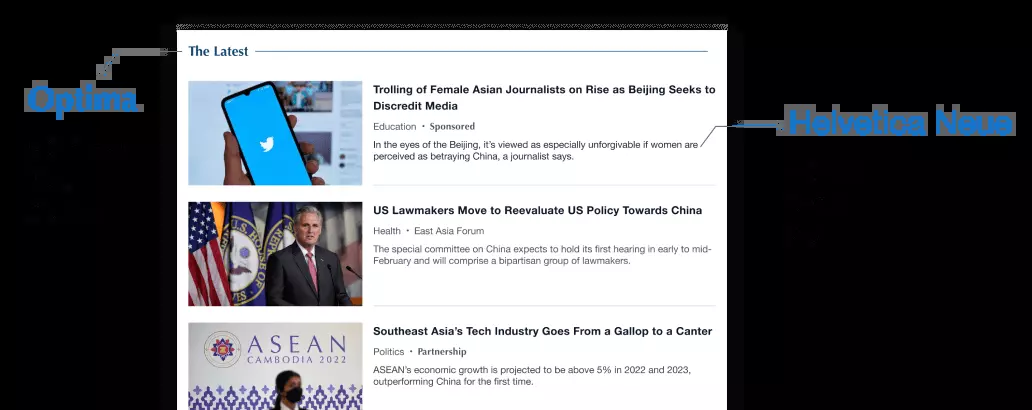 The Latest
Optima
Trolling of Female Asian Journalists on Rise as Beijing Seeks to
Discredit Media
Education • Sponsored
In the eyes of the Beijing, it's viewed as especially unforgivable if women are
perceived as betraying China, a journalist says.
Helvetica Neue
US Lawmakers Move to Reevaluate US Policy Towards China
Health • East Asia Forum
The special committee on China expects to hold its first hearing in early to mid-
February and will comprise a bipartisan group of lawmakers.
ASEAN
CAMBODIA 2022
Southeast Asia's Tech Industry Goes From a Gallop to a Canter
Politics • Partnership
ASEAN's economic growth is projected to be above 5% in 2022 and 2023,
outperforming China for the first time.